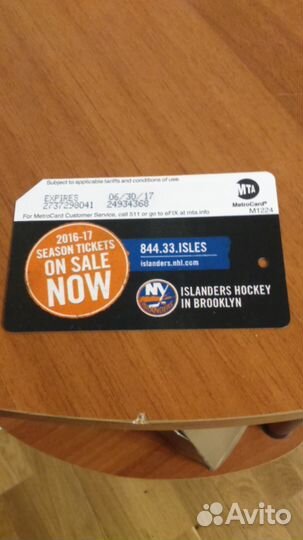 Subject to applicable tariffs and conditions of use
EXPIRES 06/30/17
2737298041 24934368
For MetroCard Customer Service, call 511 or go to eFIX at mta.info
MTA
MetroCard®
M1224
2016-17
SEASON TICKETS
ON SALE
NOW
844.33.ISLES
islanders.nhl.com
NY
ISLANDERS
ISLANDERS HOCKEY
IN BROOKLYN
Avito